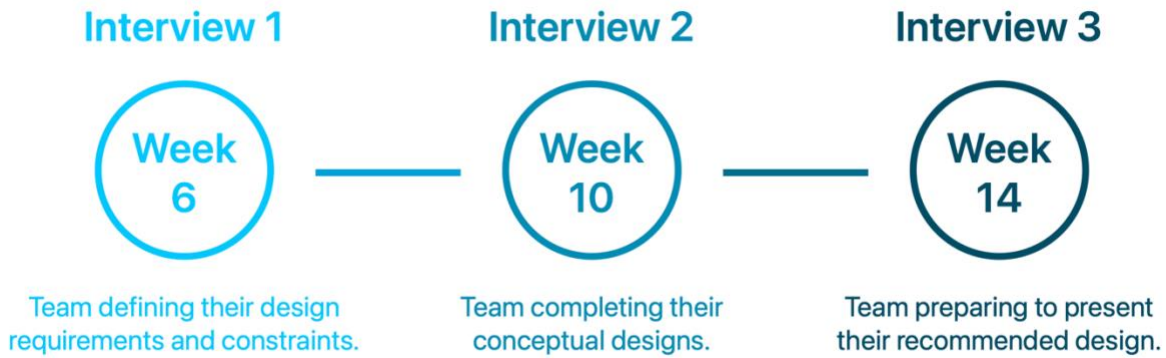 Interview 1
Week
6
Team defining their design
requirements and constraints.
Interview 2
Week
10
Team completing their
conceptual designs.
Interview 3
Week
14
Team preparing to present
their recommended design.